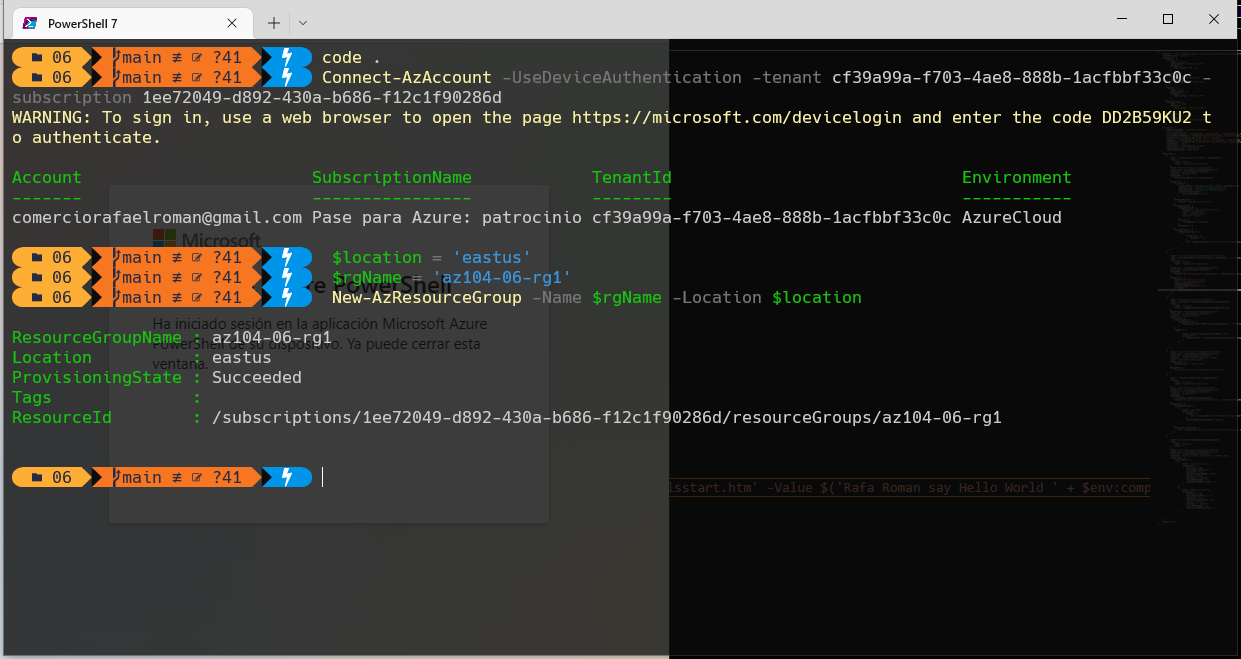 PowerShell 7
06 main ≢ ?41 code .
06 main ≢ ?41 Connect-AzAccount -UseDeviceAuthentication -tenant cf39a99a-f703-4ae8-888b-1acfbbf33c0c -
subscription 1ee72049-d892-430a-b686-f12c1f90286d
WARNING: To sign in, use a web browser to open the page https://microsoft.com/devicelogin and enter the code DD2B59KU2 t
o authenticate.
Account SubscriptionName TenantId Environment
------- ---------------- -------- -----------
comerciorafaelroman@gmail.com Pase para Azure: patrocinio cf39a99a-f703-4ae8-888b-1acfbbf33c0c AzureCloud
Microsoft
06 main ≢ ?41 $location = 'eastus'
06 main ≢ ?41 $rgName = 'az104-06-rg1'
e PowerShell
06 main ≢ ?41 New-AzResourceGroup -Name $rgName -Location $location
Ha iniciado sesión en la aplicación Microsoft Azure
PowerShell de su dispositivo. Ya puede cerrar esta
ventana.
ResourceGroupName : az104-06-rg1
Location : eastus
ProvisioningState : Succeeded
Tags :
ResourceId : /subscriptions/1ee72049-d892-430a-b686-f12c1f90286d/resourceGroups/az104-06-rg1
06 main ≢ ?41
isstart.htm' -Value $('Rafa Roman say Hello World ' + $env:comp